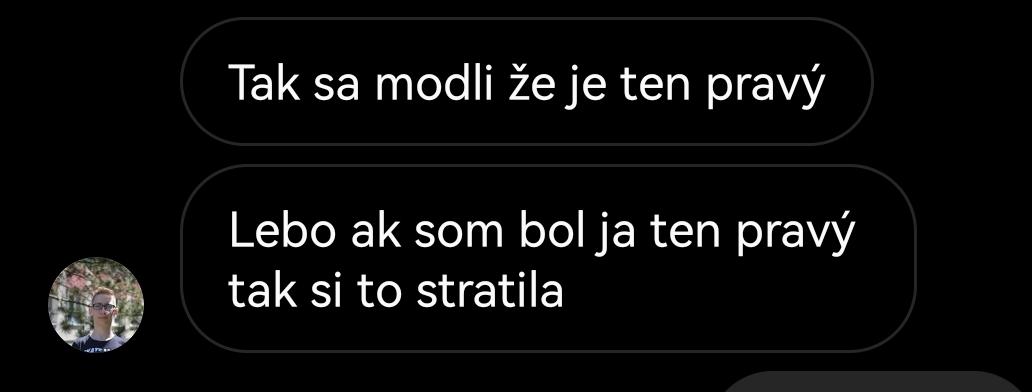 Tak sa modli že je ten pravý
Lebo ak som bol ja ten pravý
tak si to stratila